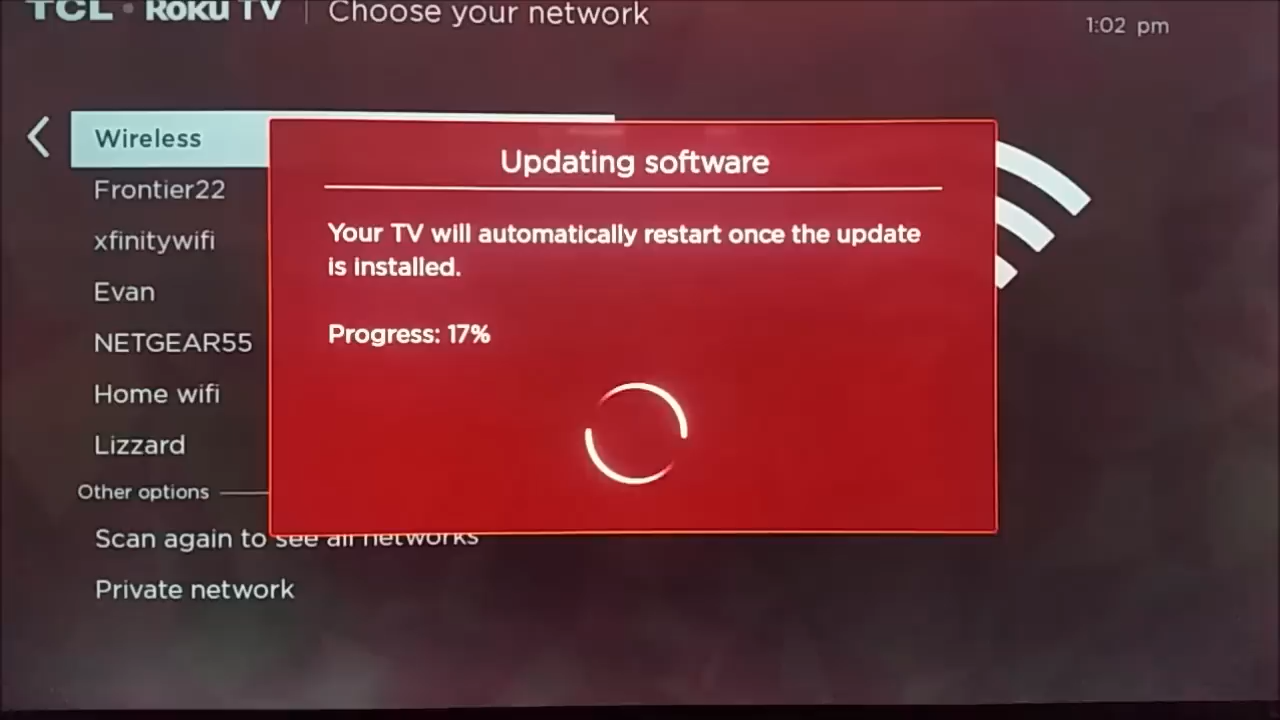 TCL • Roku TV | Choose your network
1:02 pm
Wireless
Frontier22
xfinitywifi
Evan
NETGEAR55
Home wifi
Lizzard
Other options
Scan again to see all networks
Private network
Updating software
Your TV will automatically restart once the update
is installed.
Progress: 17%